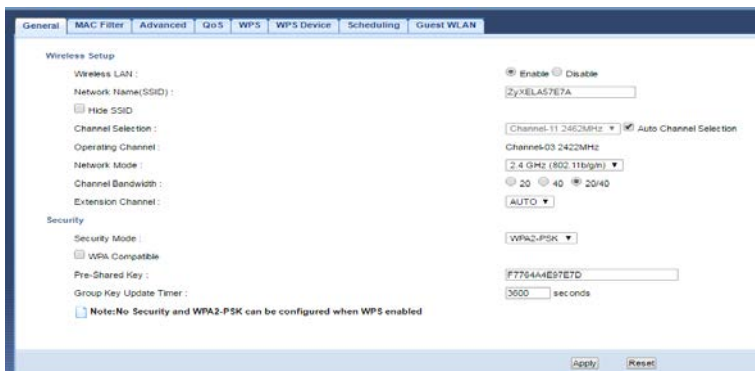 General MAC Filter Advanced QoS WPS WPS Device Scheduling Guest WLAN
Wireless Setup
Wireless LAN : Enable Disable
Network Name(SSID) : ZyXELA57E7A
Hide SSID
Channel Selection : Channel-11 2462MHz Auto Channel Selection
Operating Channel : Channel-03 2422MHz
Network Mode : 2.4 GHz (802.11b/g/n)
Channel Bandwidth : 20 40 20/40
Extension Channel : AUTO
Security
Security Mode : WPA2-PSK
WPA Compatible
Pre-Shared Key : F7764A4E97E7D
Group Key Update Timer : 3600 seconds
Note:No Security and WPA2-PSK can be configured when WPS enabled
Apply Reset